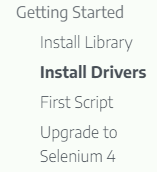 Getting Started
Install Library
Install Drivers
First Script
Upgrade to
Selenium 4